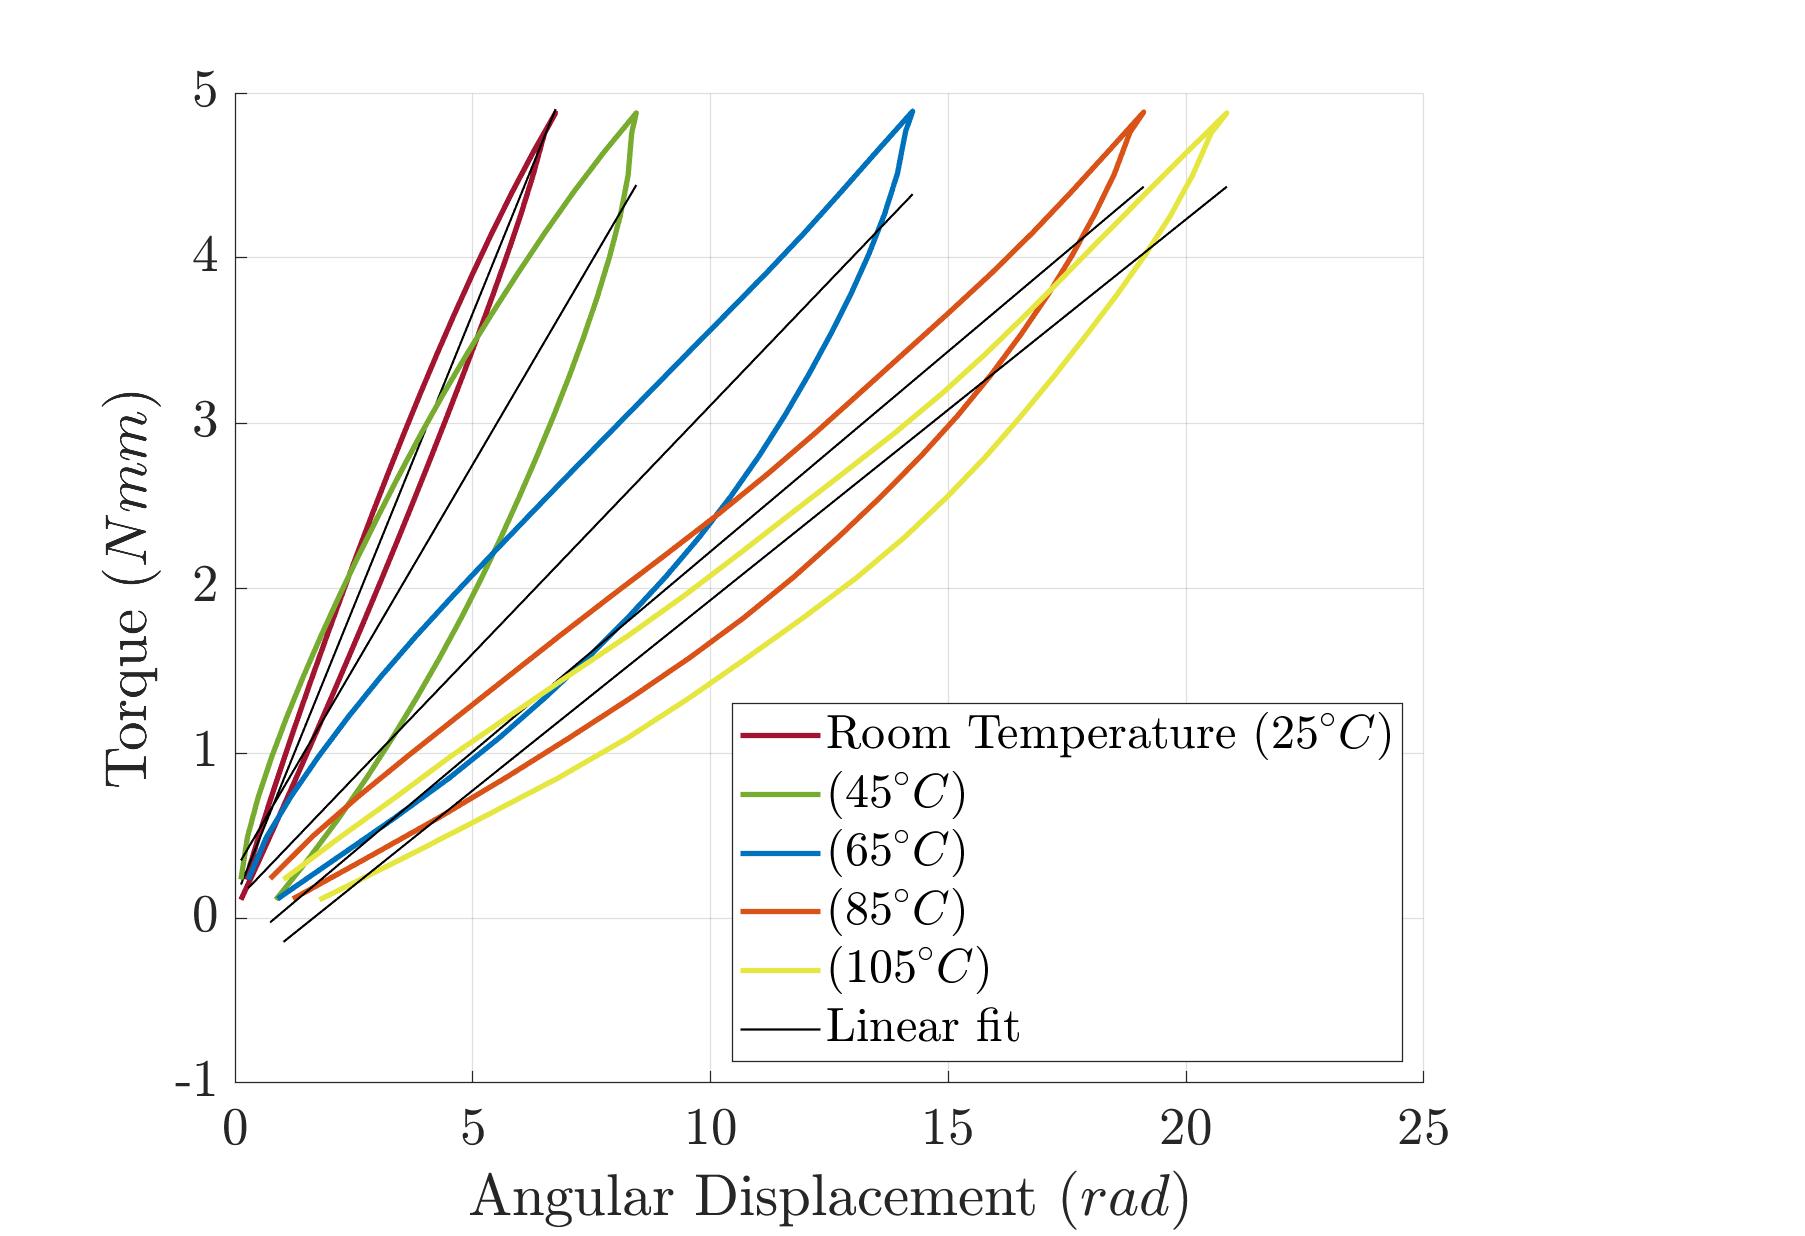 5
4
3
2
1
0
-1
0 5 10 15 20 25
Torque (Nmm)
Angular Displacement (rad)
Room Temperature (25°C)
(45°C)
(65°C)
(85°C)
(105°C)
Linear fit